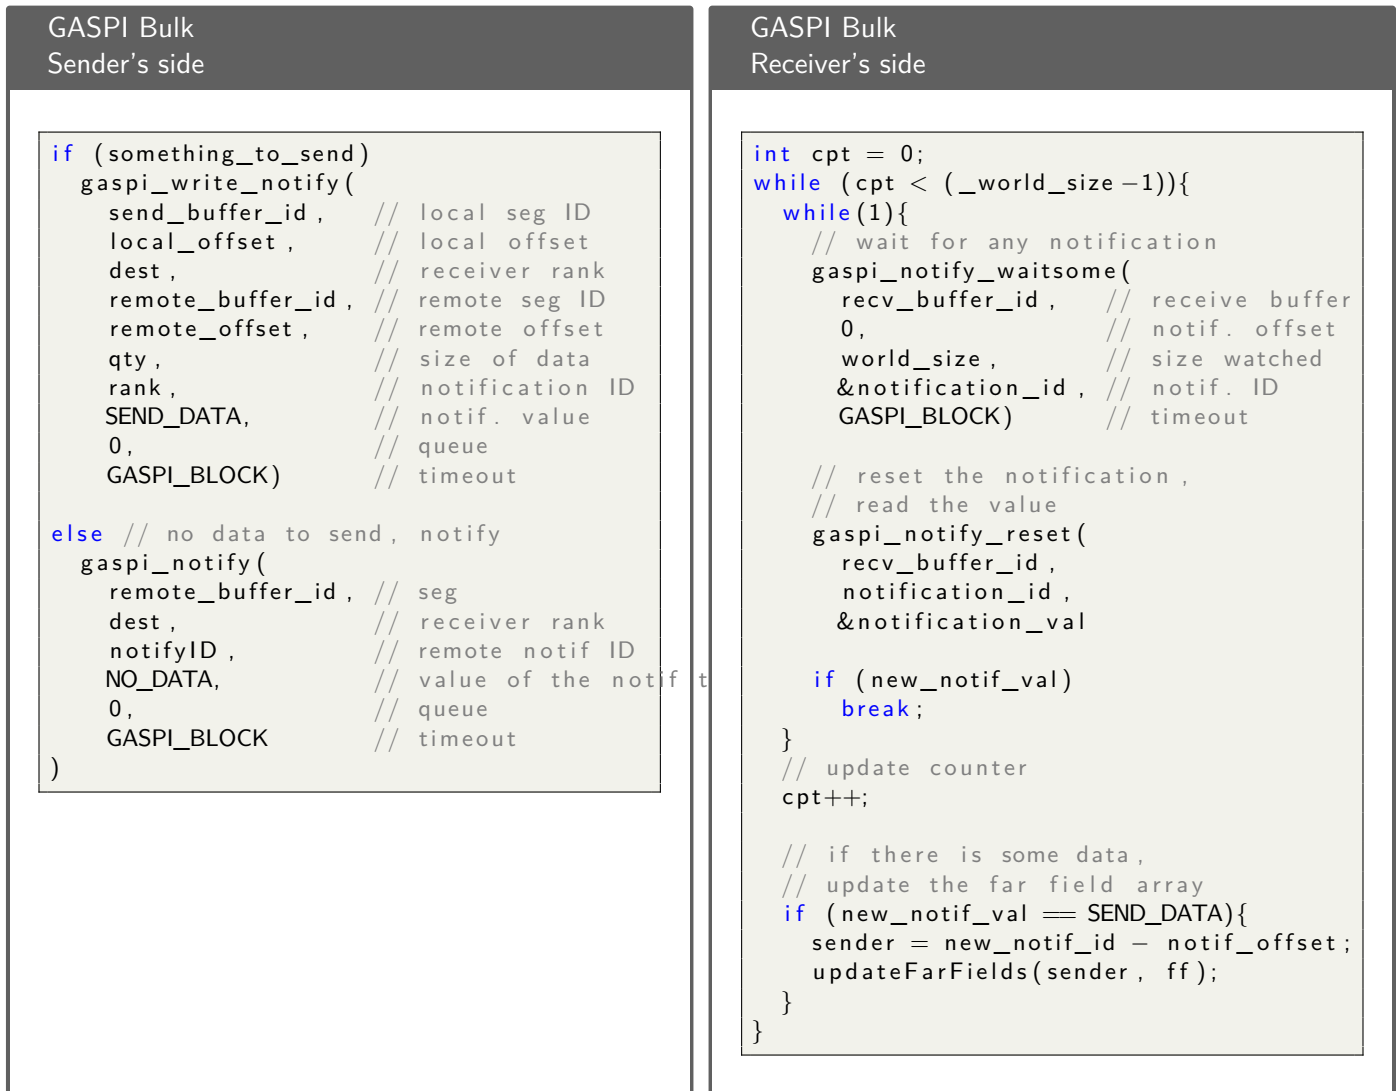 GASPI Bulk
Sender's side
if (something_to_send)
  gaspi_write_notify(
    send_buffer_id,    // local seg ID
    local_offset,      // local offset
    dest,              // receiver rank
    remote_buffer_id,  // remote seg ID
    remote_offset,     // remote offset
    qty,               // size of data
    rank,              // notification ID
    SEND_DATA,         // notif. value
    0,                 // queue
    GASPI_BLOCK)       // timeout
else // no data to send, notify
  gaspi_notify(
    remote_buffer_id,  // seg
    dest,              // receiver rank
    notifyID,          // remote notif ID
    NO_DATA,           // value of the notif t
    0,                 // queue
    GASPI_BLOCK        // timeout
)
GASPI Bulk
Receiver's side
int cpt = 0;
while (cpt < (_world_size-1)){
  while(1){
    // wait for any notification
    gaspi_notify_waitsome(
      recv_buffer_id,    // receive buffer
      0,                 // notif. offset
      world_size,        // size watched
      &notification_id,  // notif. ID
      GASPI_BLOCK)       // timeout
    // reset the notification,
    // read the value
    gaspi_notify_reset(
      recv_buffer_id,
      notification_id,
      &notification_val
    if (new_notif_val)
      break;
  }
  // update counter
  cpt++;
  // if there is some data,
  // update the far field array
  if (new_notif_val == SEND_DATA){
    sender = new_notif_id - notif_offset;
    updateFarFields(sender, ff);
  }
}